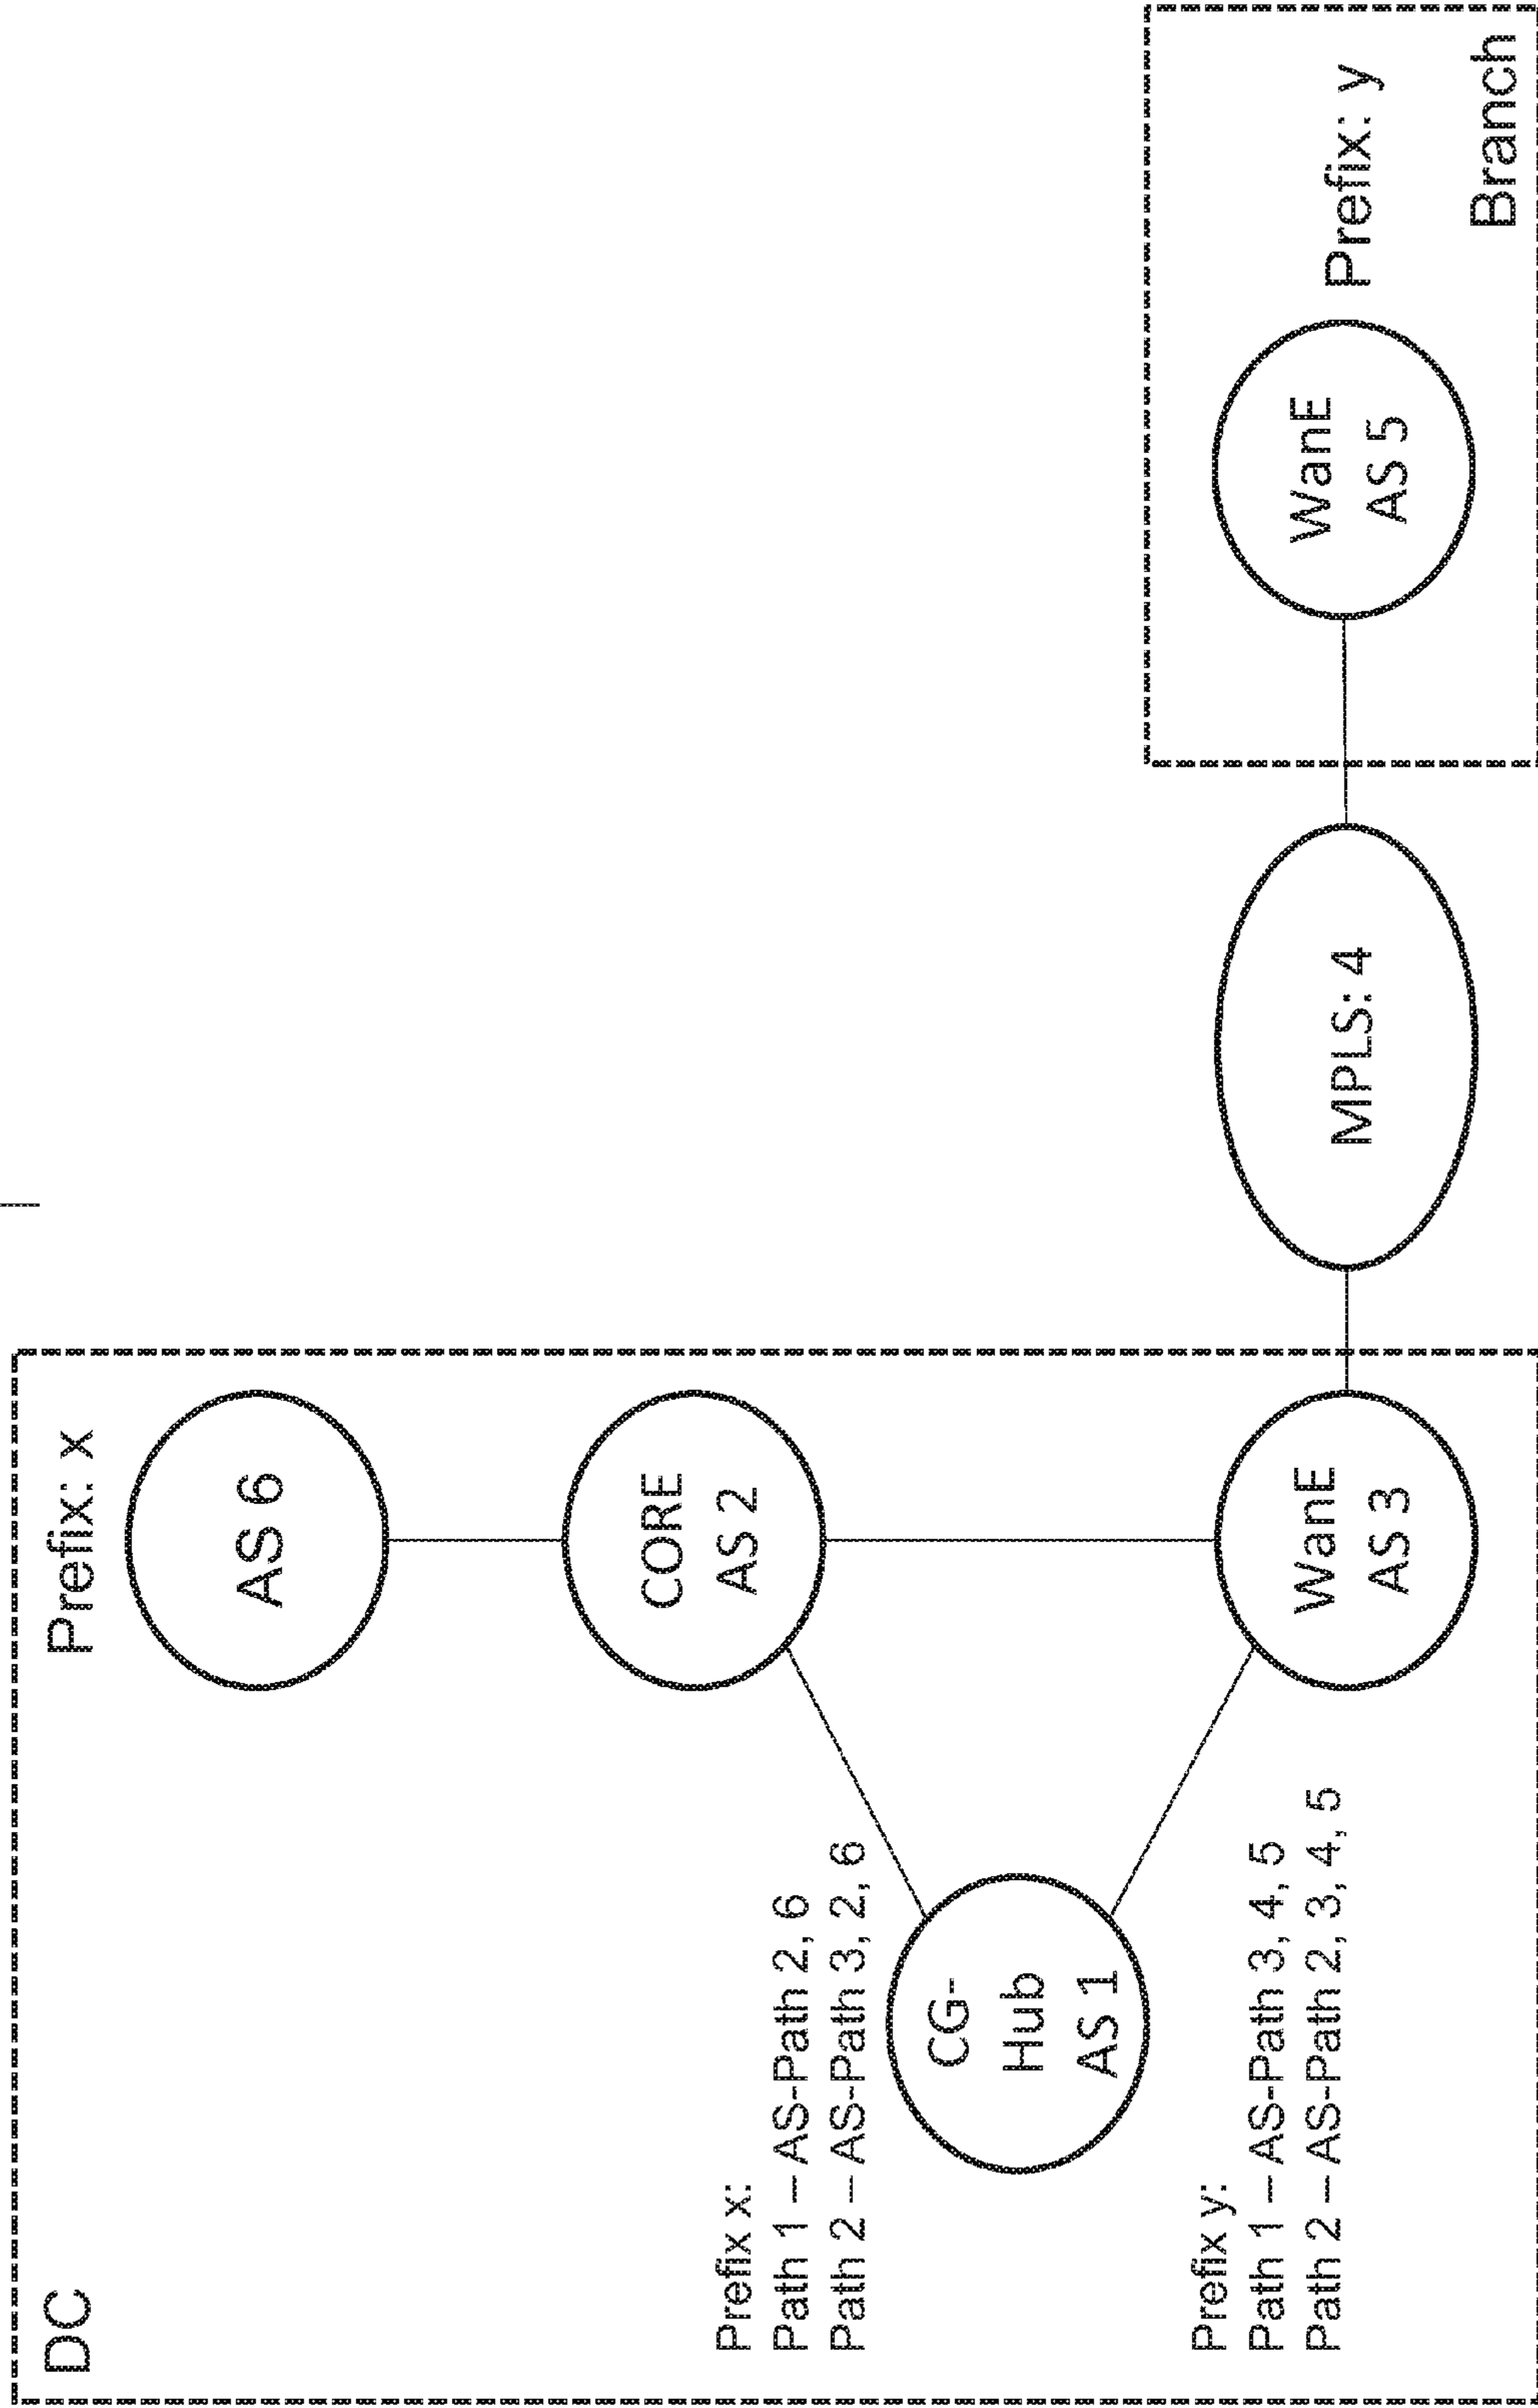 DC
Prefix: x
AS 6
CORE
AS 2
Prefix x:
Path 1 – AS-Path 2, 6
Path 2 – AS-Path 3, 2, 6
CG-
Hub
AS 1
Prefix y:
Path 1 – AS-Path 3, 4, 5
Path 2 – AS-Path 2, 3, 4, 5
WanE
AS 3
MPLS: 4
WanE
AS 5
Prefix: y
Branch